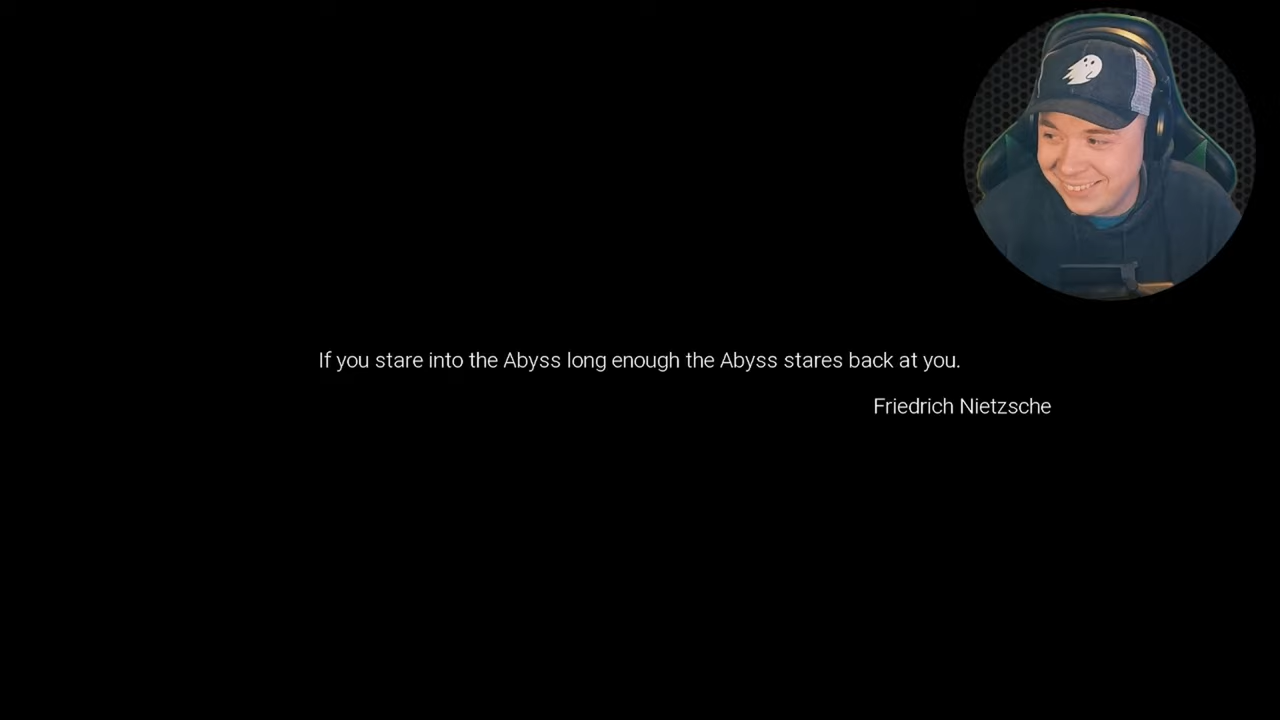 If you stare into the Abyss long enough the Abyss stares back at you.
Friedrich Nietzsche